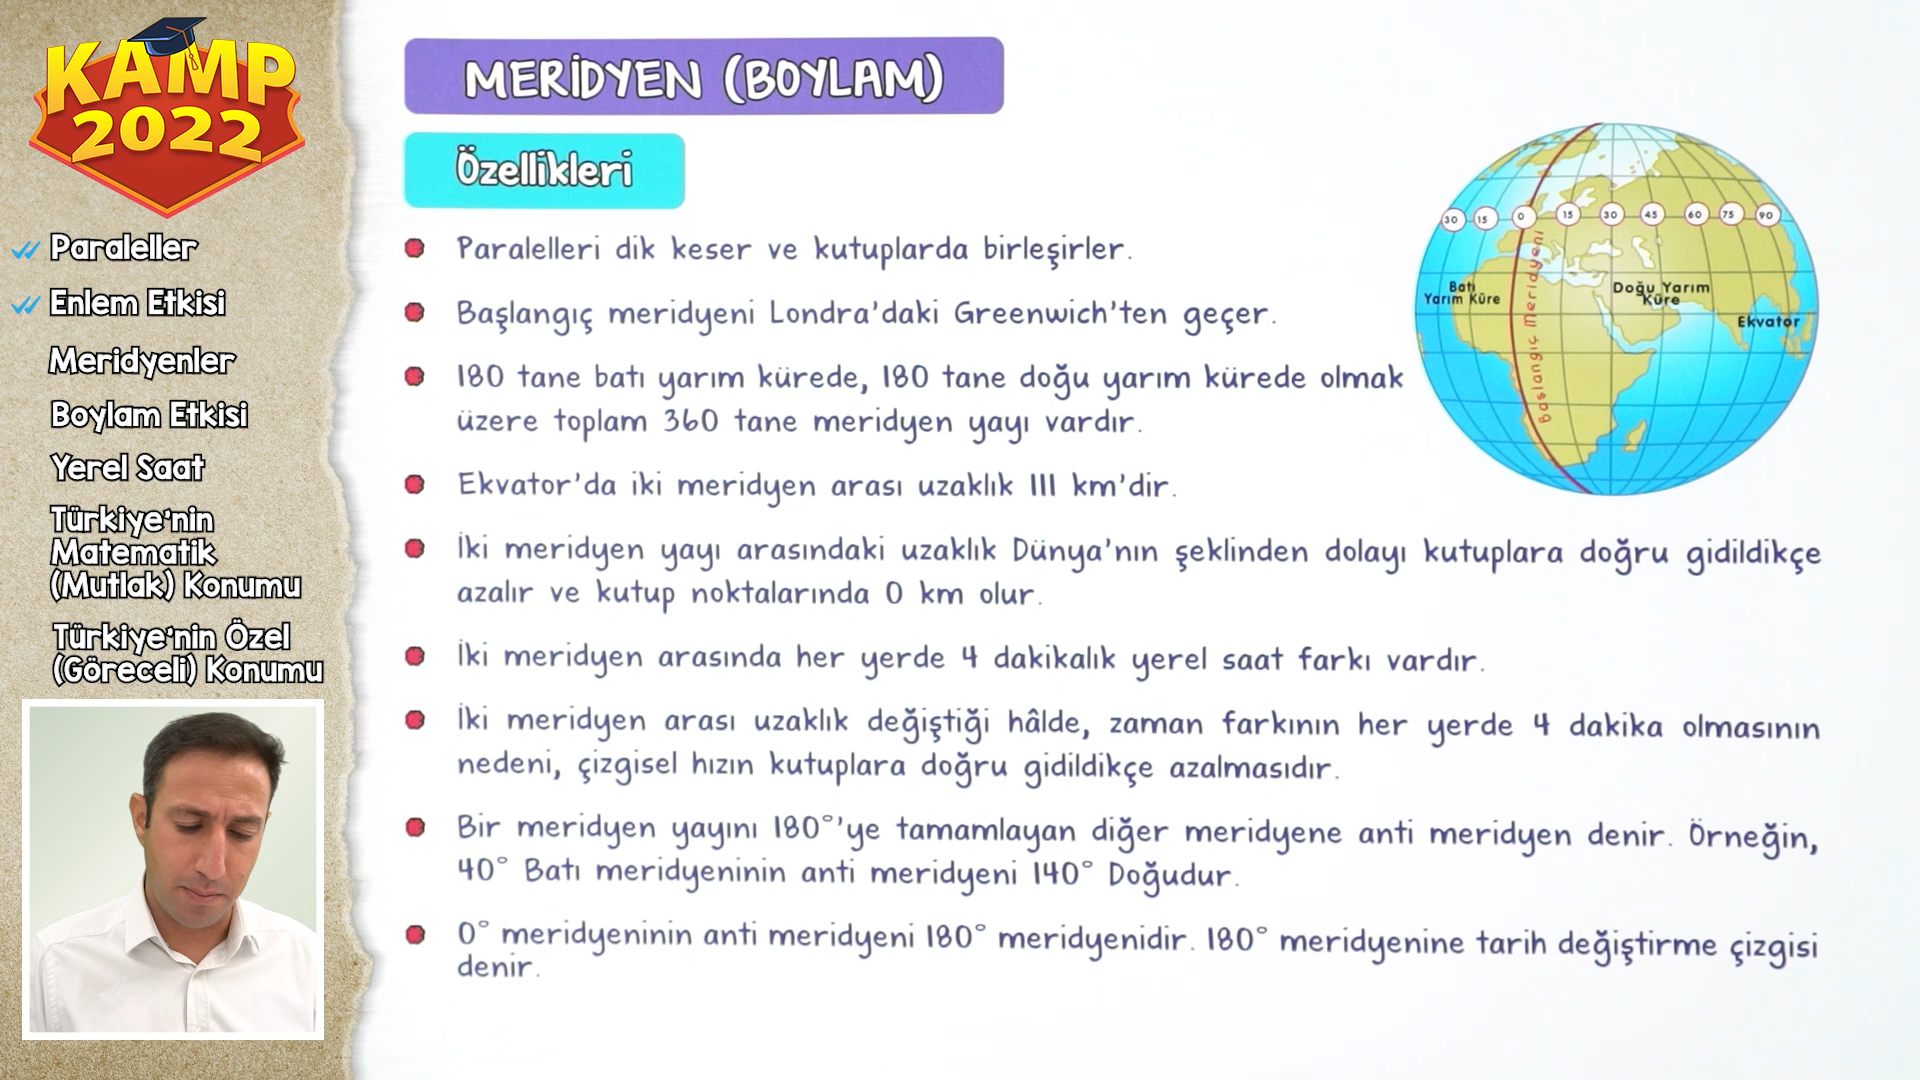 KAMP
2022
Paraleller
Enlem Etkisi
Meridyenler
Boylam Etkisi
Yerel Saat
Türkiye'nin
Matematik
(Mutlak) Konumu
Türkiye'nin Özel
(Göreceli) Konumu
MERİDYEN (BOYLAM)
Özellikleri
Paralelleri dik keser ve kutuplarda birleşirler.
Başlangıç meridyeni Londra'daki Greenwich'ten geçer.
180 tane batı yarım kürede, 180 tane doğu yarım kürede olmak
üzere toplam 360 tane meridyen yayı vardır.
Ekvator'da iki meridyen arası uzaklık 111 km'dir.
İki meridyen yayı arasındaki uzaklık Dünya'nın şeklinden dolayı kutuplara doğru gidildikçe
azalır ve kutup noktalarında 0 km olur.
İki meridyen arasında her yerde 4 dakikalık yerel saat farkı vardır.
İki meridyen arası uzaklık değiştiği hâlde, zaman farkının her yerde 4 dakika olmasının
nedeni, çizgisel hızın kutuplara doğru gidildikçe azalmasıdır.
Bir meridyen yayını 180°'ye tamamlayan diğer meridyene anti meridyen denir. Örneğin,
40° Batı meridyeninin anti meridyeni 140° Doğudur.
0° meridyeninin anti meridyeni 180° meridyenidir. 180° meridyenine tarih değiştirme çizgisi
denir.
30 15 0 15 30 45 60 75 90
Batı
Yarım Küre
Başlangıç Meridyeni
Doğu Yarım
Küre
Ekvator